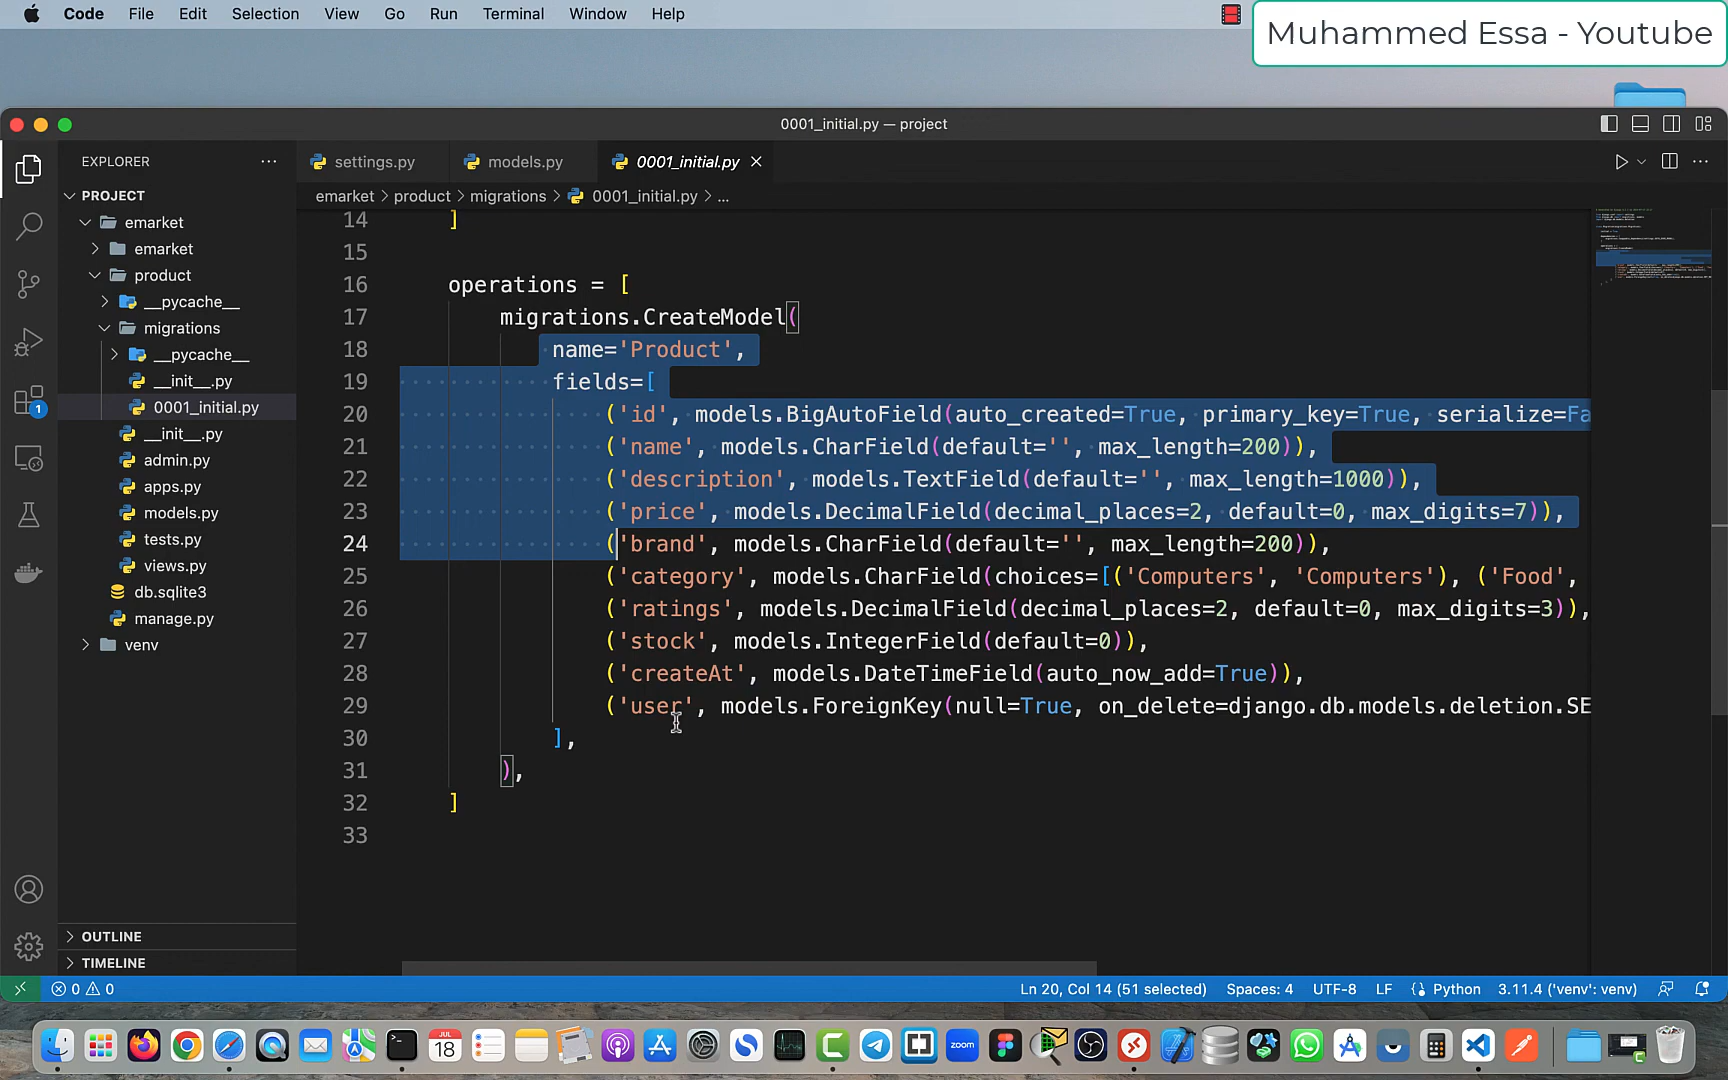 Code File Edit Selection View Go Run Terminal Window Help
Muhammed Essa - Youtube
0001_initial.py — project
EXPLORER
settings.py models.py 0001_initial.py
PROJECT
emarket > product > migrations > 0001_initial.py > ...
emarket
emarket
product
__pycache__
migrations
__pycache__
__init__.py
0001_initial.py
__init__.py
admin.py
apps.py
models.py
tests.py
views.py
db.sqlite3
manage.py
venv
OUTLINE
TIMELINE
14 ]
15
16 operations = [
17 migrations.CreateModel(
18 name='Product',
19 fields=[
20 ('id', models.BigAutoField(auto_created=True, primary_key=True, serialize=Fa
21 ('name', models.CharField(default='', max_length=200)),
22 ('description', models.TextField(default='', max_length=1000)),
23 ('price', models.DecimalField(decimal_places=2, default=0, max_digits=7)),
24 ('brand', models.CharField(default='', max_length=200)),
25 ('category', models.CharField(choices=[('Computers', 'Computers'), ('Food',
26 ('ratings', models.DecimalField(decimal_places=2, default=0, max_digits=3)),
27 ('stock', models.IntegerField(default=0)),
28 ('createAt', models.DateTimeField(auto_now_add=True)),
29 ('user', models.ForeignKey(null=True, on_delete=django.db.models.deletion.SE
30 ],
31 ),
32 ]
33
1
0 0 Ln 20, Col 14 (51 selected) Spaces: 4 UTF-8 LF Python 3.11.4 ('venv': venv)
JUL
18
zoom